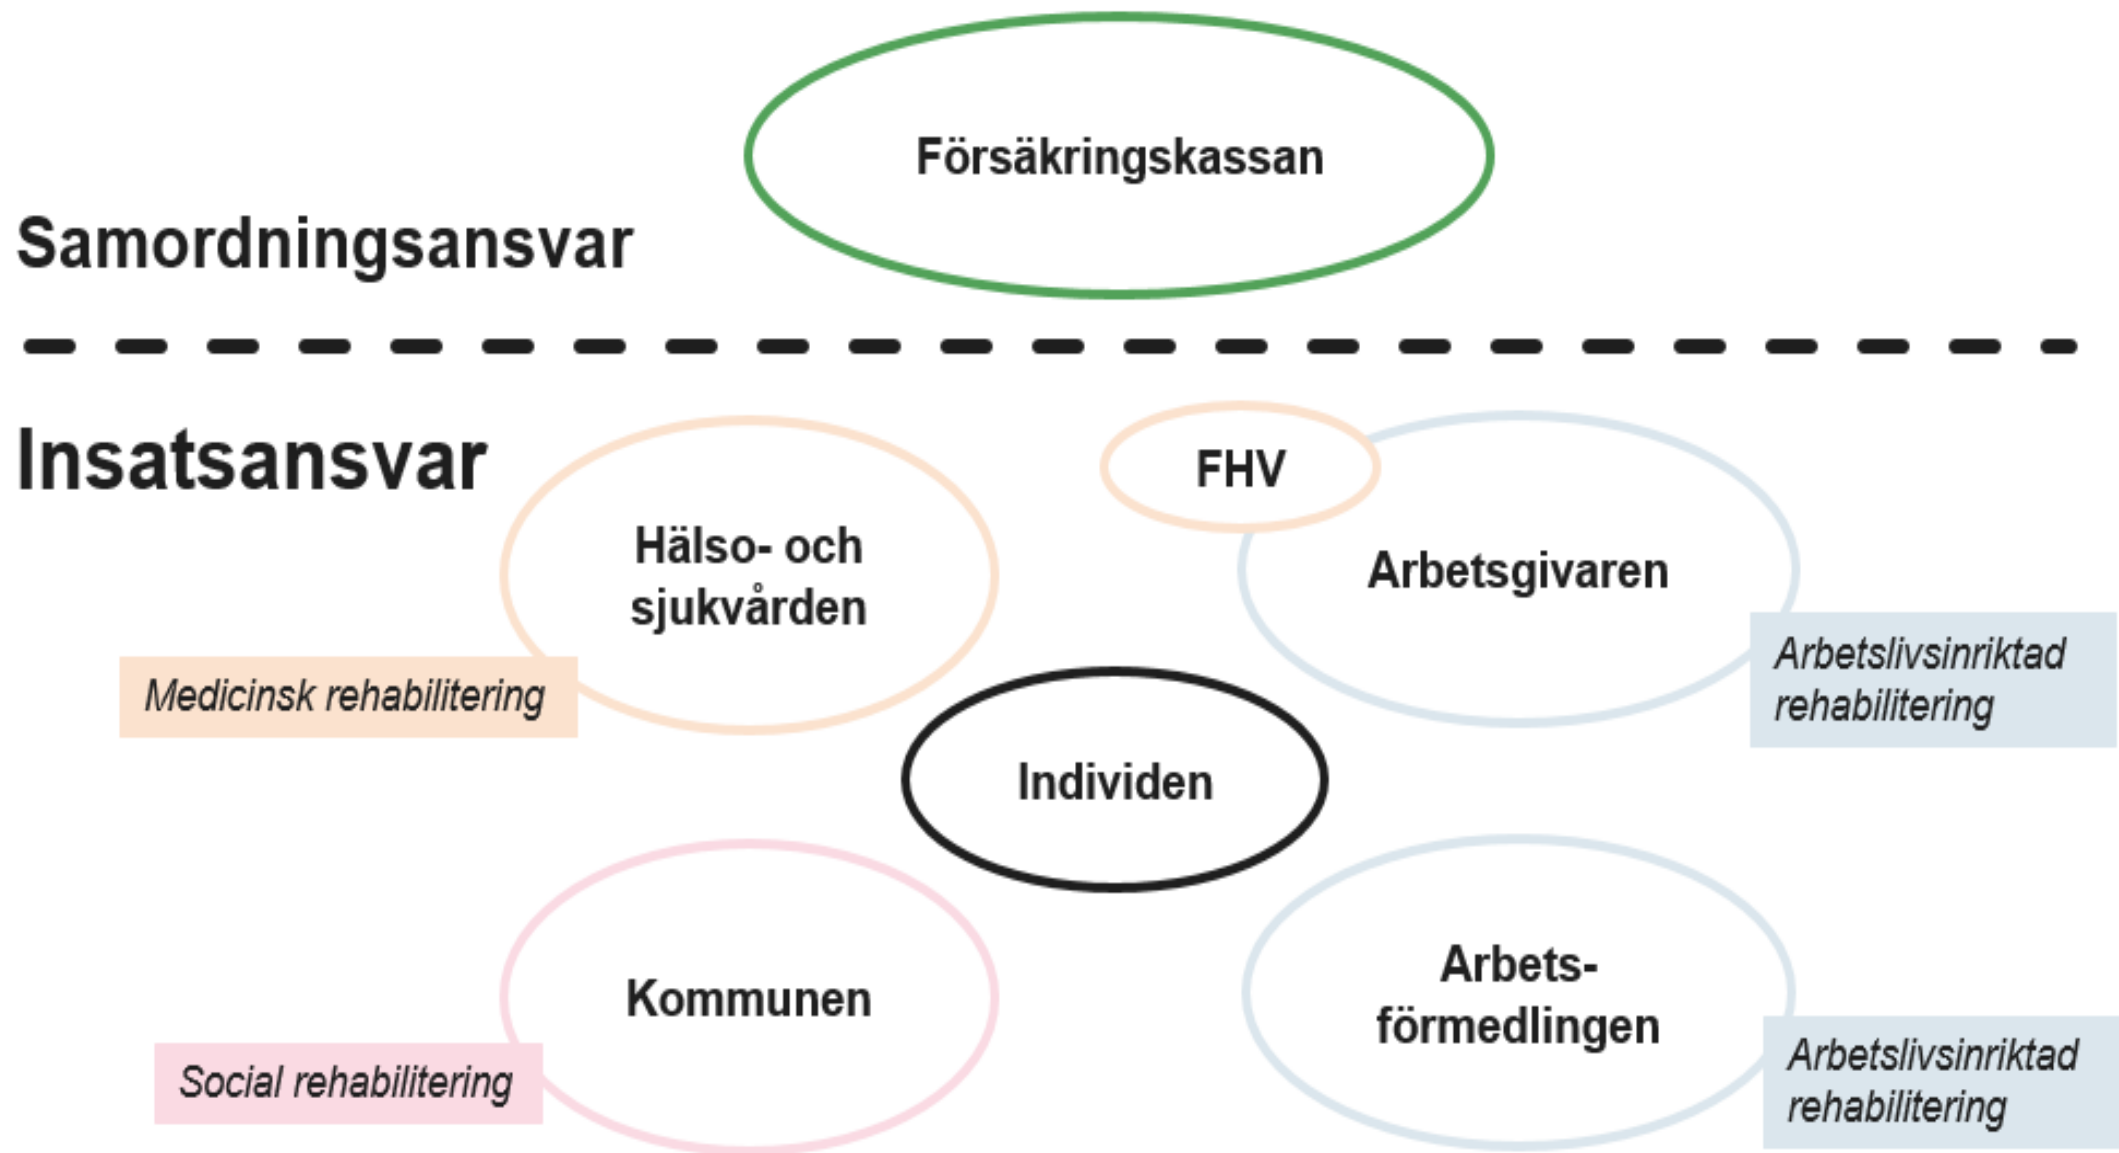 Försäkringskassan
Samordningsansvar
Insatsansvar
FHV
Hälso- och
sjukvården
Arbetsgivaren
Medicinsk rehabilitering
Arbetslivsinriktad
rehabilitering
Individen
Kommunen
Arbets-
förmedlingen
Social rehabilitering
Arbetslivsinriktad
rehabilitering